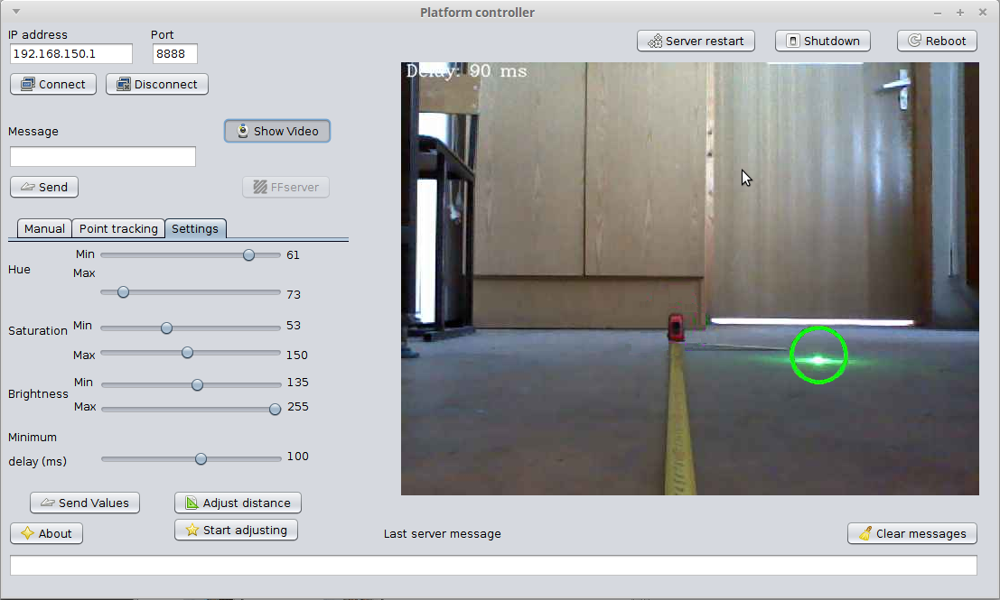 Platform controller
IP address Port
192.168.150.1 8888
Server restart Shutdown Reboot
Connect Disconnect
Delay: 90 ms
Message Show Video
Send FFserver
Manual Point tracking Settings
Hue Min 61
Max 73
Saturation Min 53
Max 150
Brightness Min 135
Max 255
Minimum
delay (ms) 100
Send Values Adjust distance
About Start adjusting Last server message Clear messages